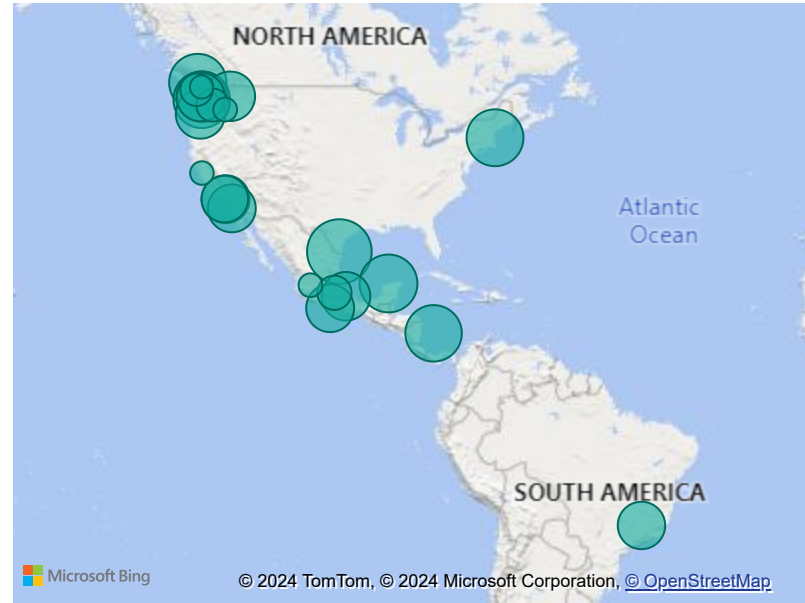 NORTH AMERICA
Atlantic
Ocean
SOUTH AMERICA
Microsoft Bing
© 2024 TomTom, © 2024 Microsoft Corporation, © OpenStreetMap